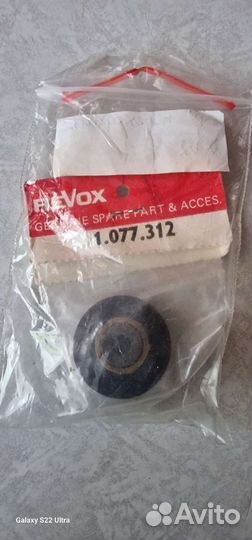 REVOX
GENUINE SPARE PART & ACCES.
1.077.312
Galaxy S22 Ultra
Avito